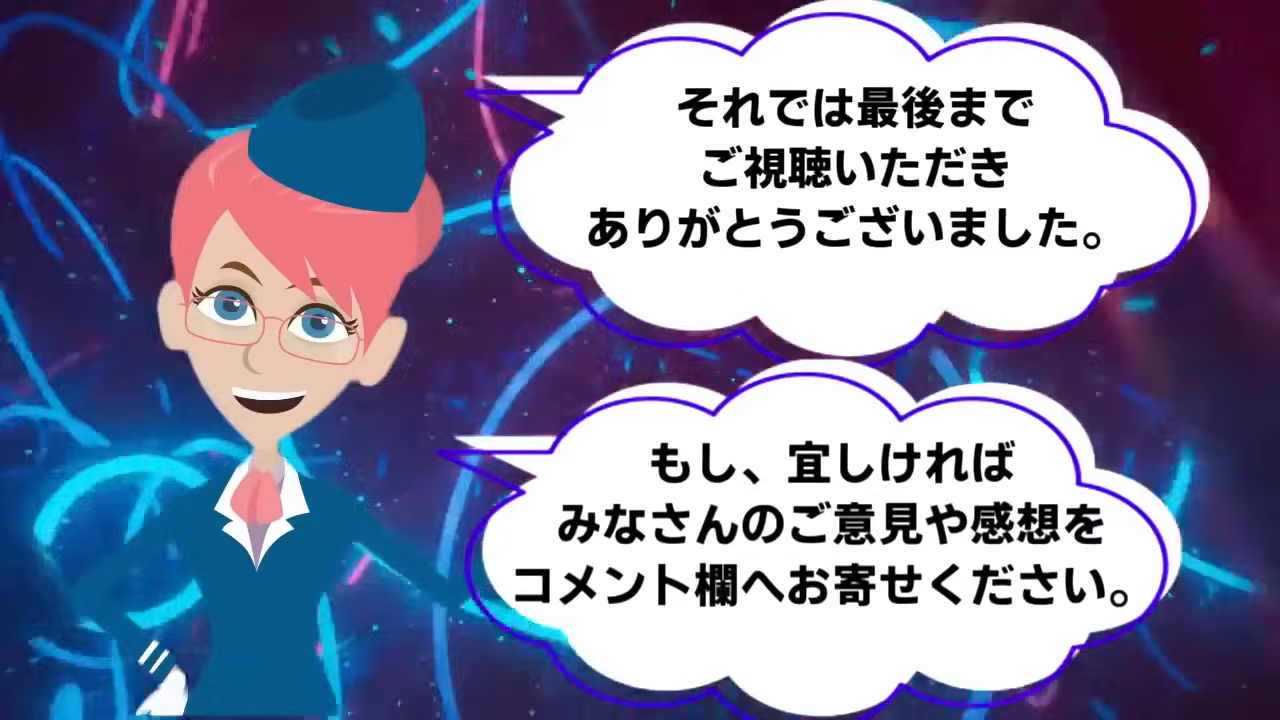 それでは最後まで
ご視聴いただき
ありがとうございました。
もし、宜しければ
みなさんのご意見や感想を
コメント欄へお寄せください。